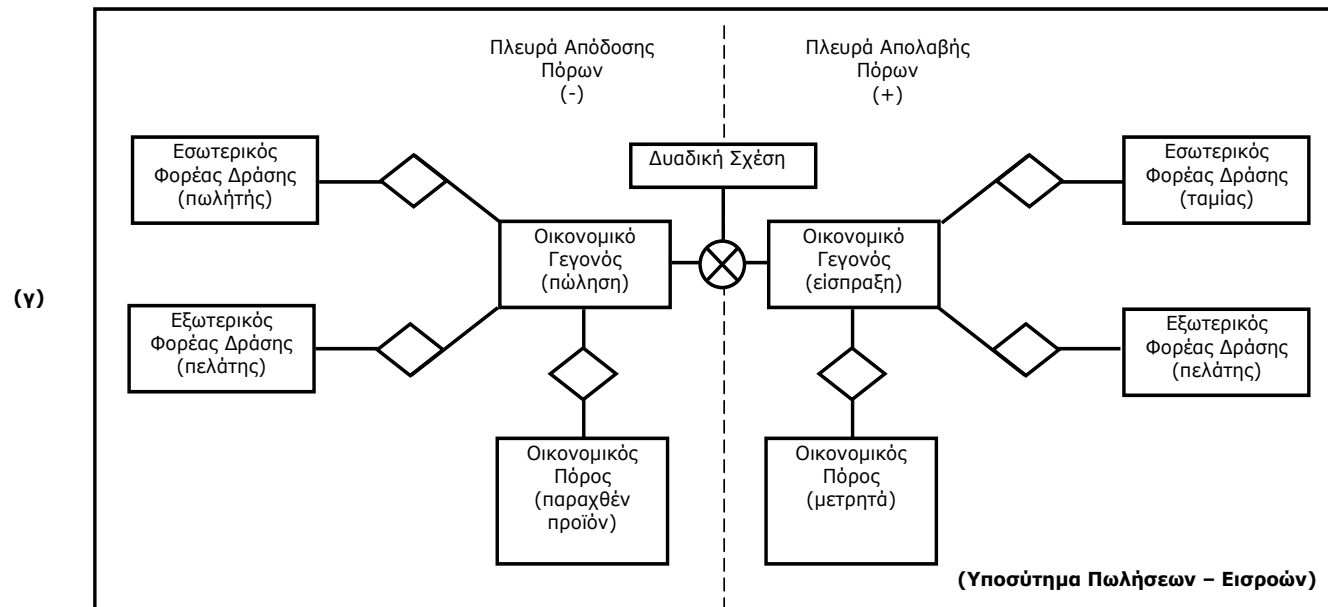 Πλευρά Απόδοσης
Πόρων
(-)
Πλευρά Απολαβής
Πόρων
(+)
Εσωτερικός
Φορέας Δράσης
(πωλήτής)
Δυαδική Σχέση
Εσωτερικός
Φορέας Δράσης
(ταμίας)
Οικονομικό
Γεγονός
(πώληση)
Οικονομικό
Γεγονός
(είσπραξη)
(γ)
Εξωτερικός
Φορέας Δράσης
(πελάτης)
Εξωτερικός
Φορέας Δράσης
(πελάτης)
Οικονομικός
Πόρος
(παραχθέν
προϊόν)
Οικονομικός
Πόρος
(μετρητά)
(Υποσύτημα Πωλήσεων – Εισροών)